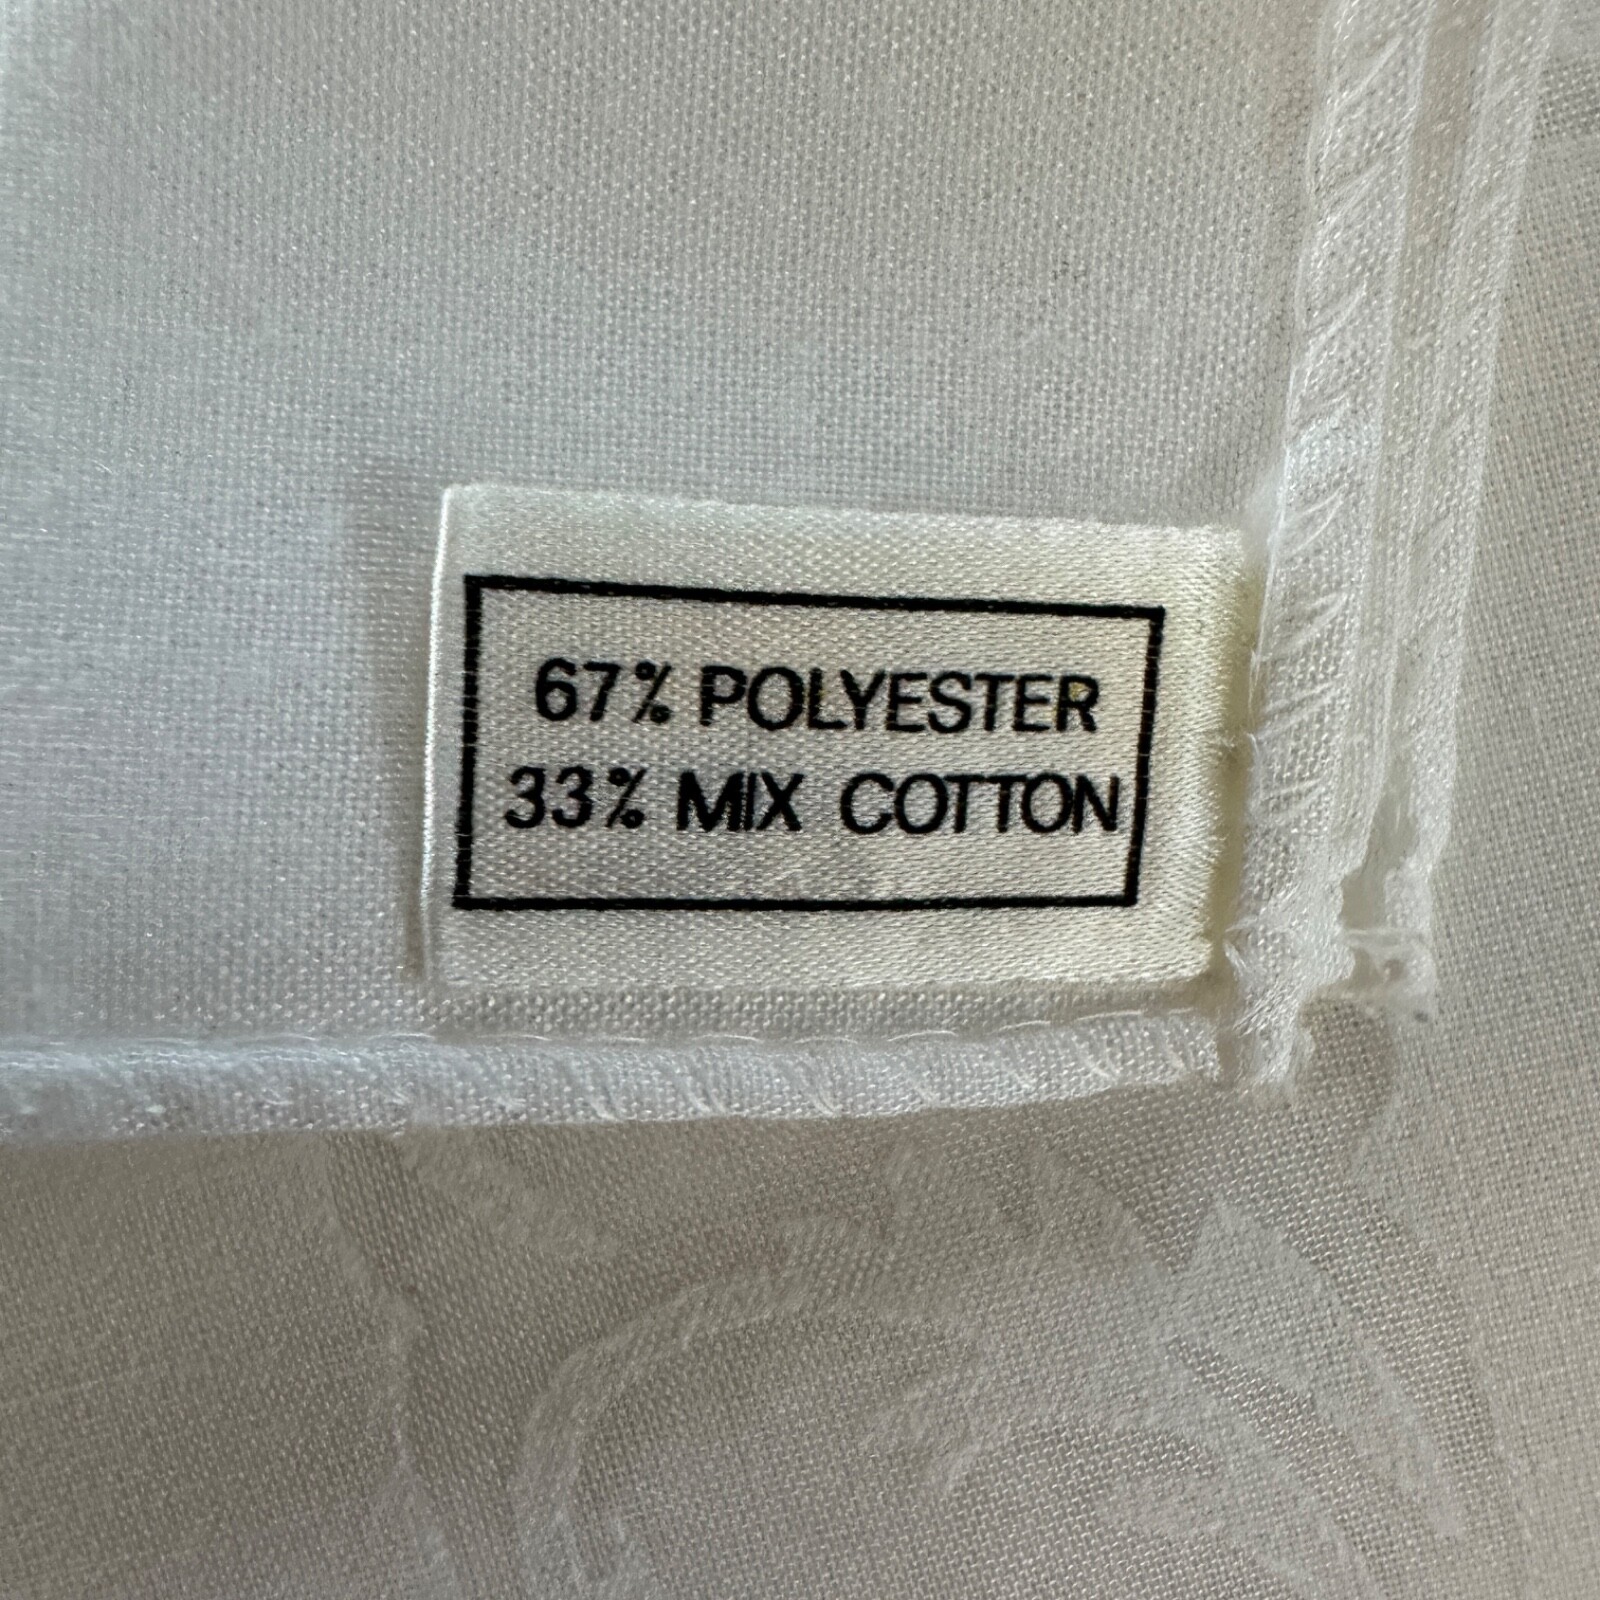 67% POLYESTER
33% MIX COTTON